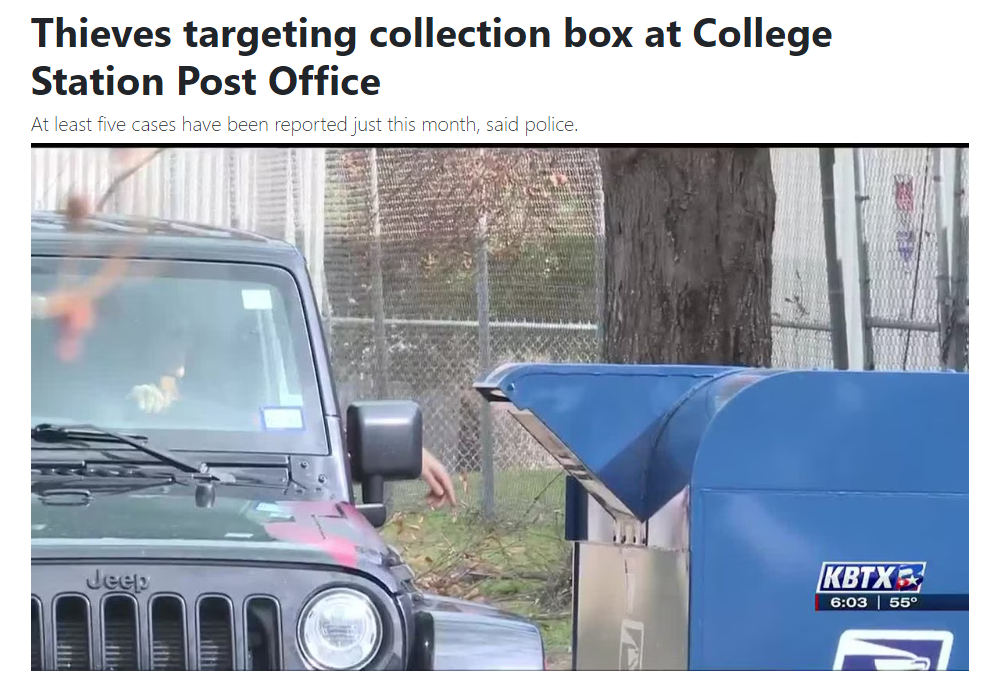 Thieves targeting collection box at College
Station Post Office
At least five cases have been reported just this month, said police.
Jeep
KBTX
6:03 | 55°